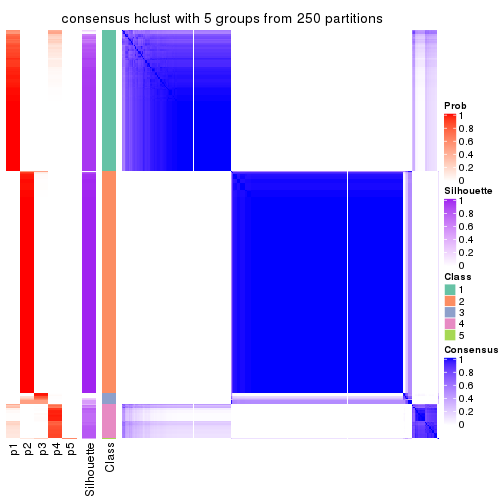 consensus hclust with 5 groups from 250 partitions
Prob
1
0.8
0.6
0.4
0.2
0
Silhouette
1
0.8
0.6
0.4
0.2
0
Class
1
2
3
4
5
Consensus
1
0.8
0.6
0.4
0.2
0
p1
p2
p3
p4
p5
Silhouette
Class